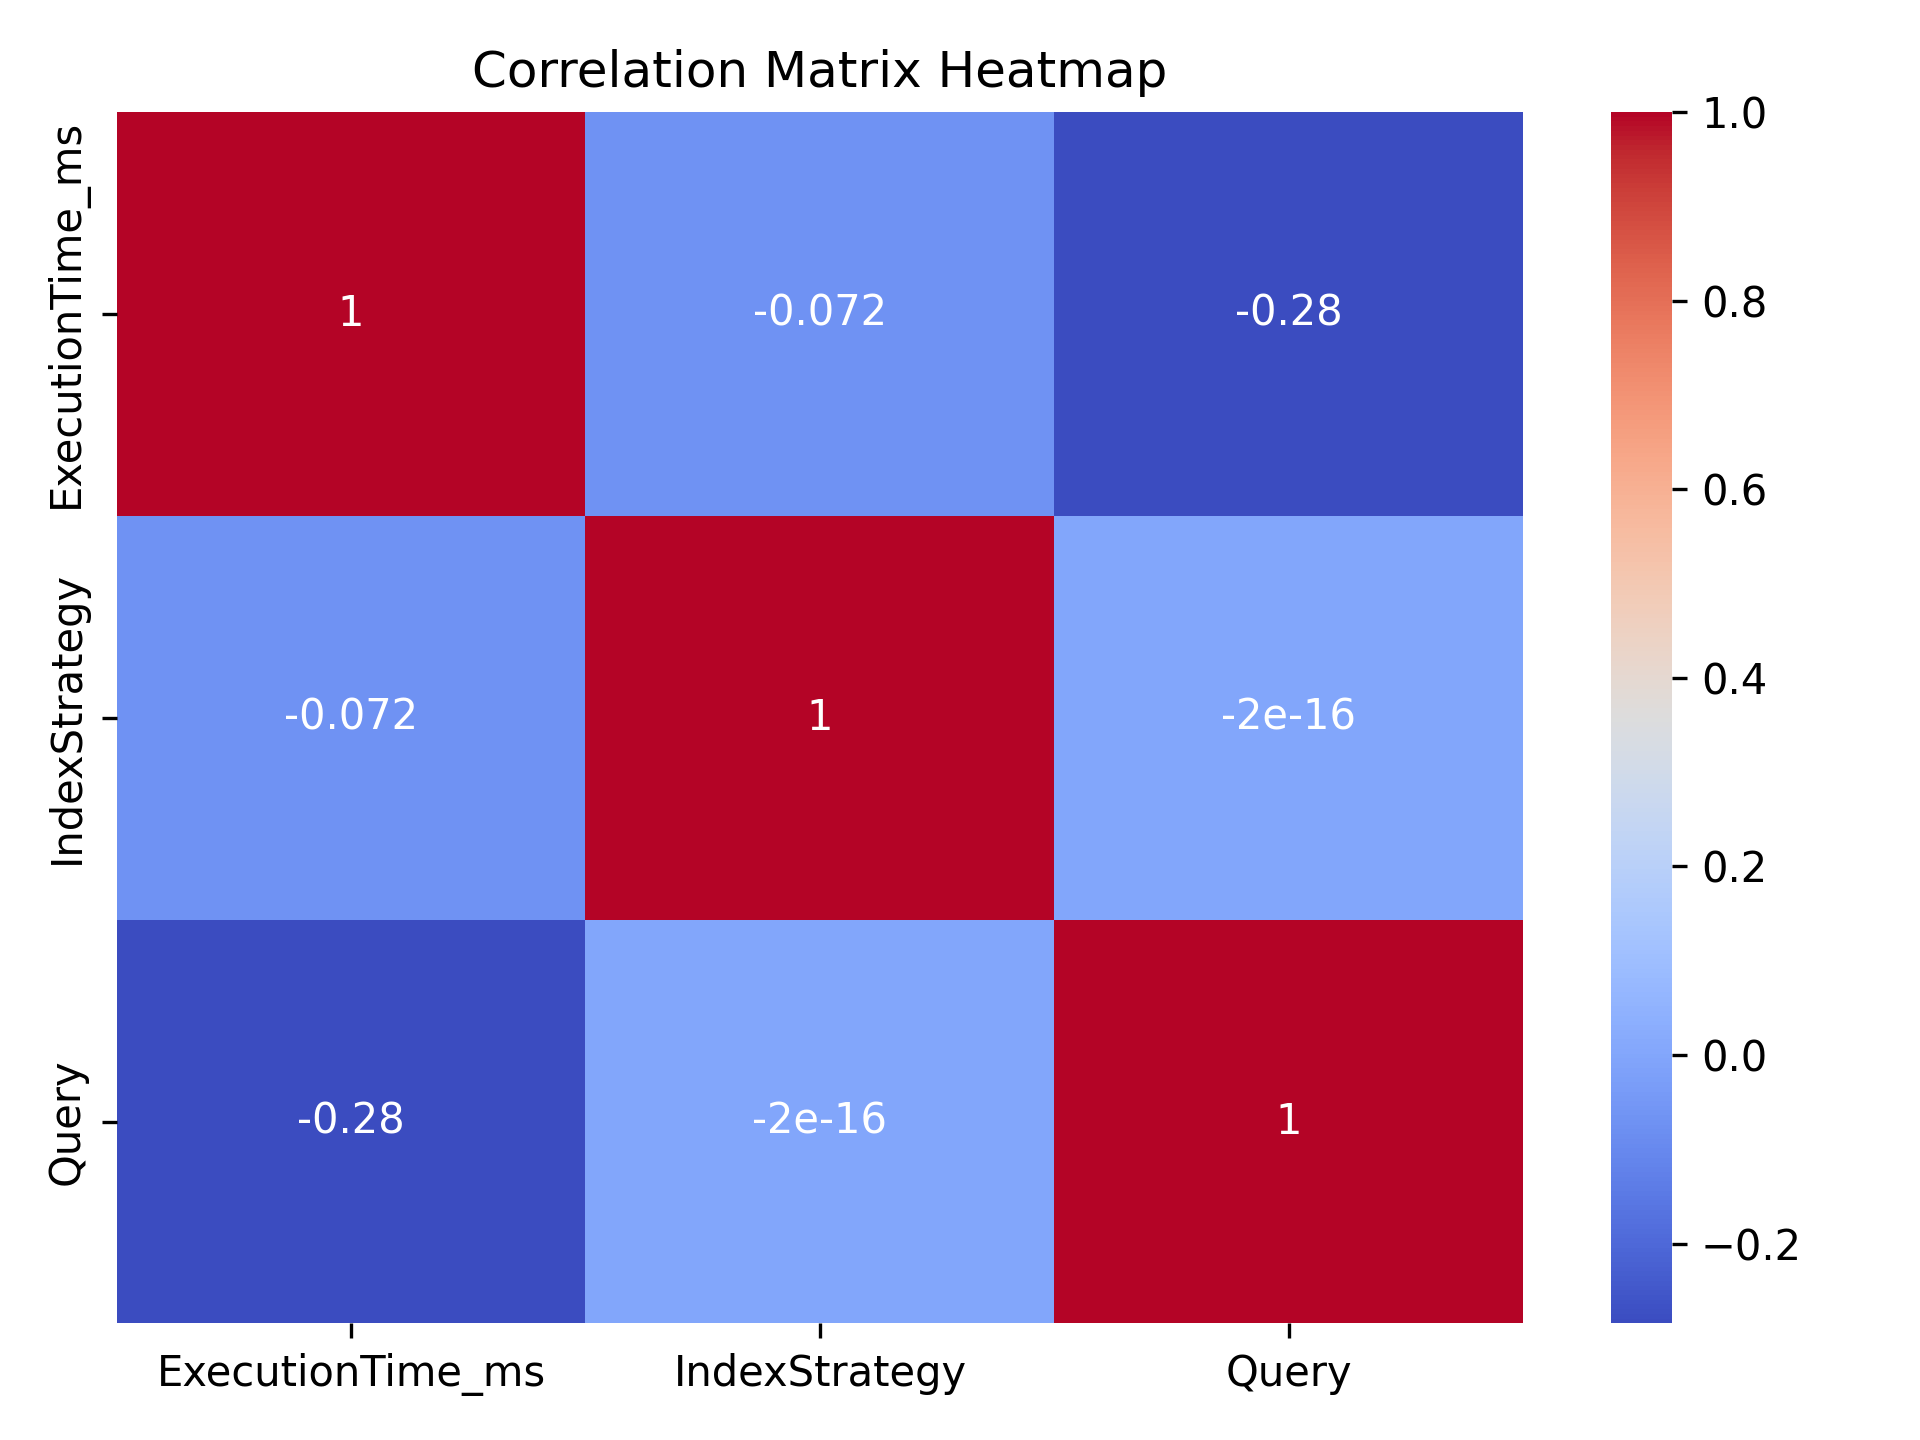 Correlation Matrix Heatmap
ExecutionTime_ms
1
-0.072
-0.28
IndexStrategy
-0.072
1
-2e-16
Query
-0.28
-2e-16
1
ExecutionTime_ms
IndexStrategy
Query
1.0
0.8
0.6
0.4
0.2
0.0
−0.2